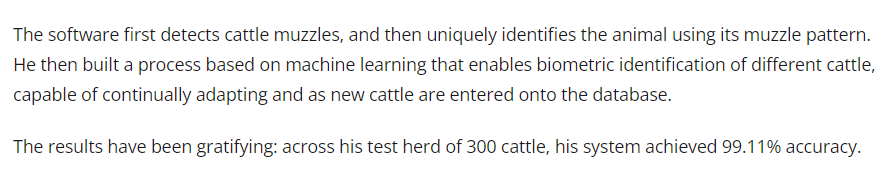 The software first detects cattle muzzles, and then uniquely identifies the animal using its muzzle pattern.
He then built a process based on machine learning that enables biometric identification of different cattle,
capable of continually adapting and as new cattle are entered onto the database.
The results have been gratifying: across his test herd of 300 cattle, his system achieved 99.11% accuracy.